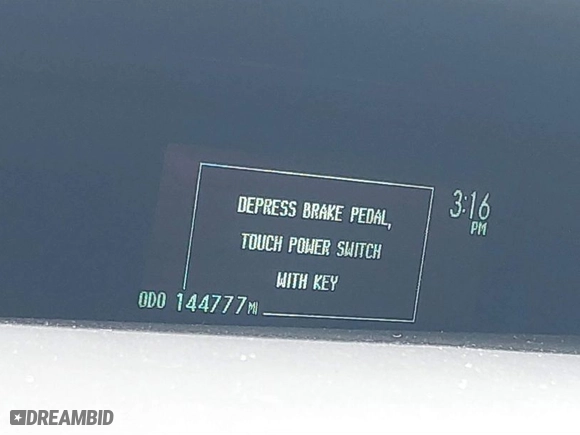 DEPRESS BRAKE PEDAL,
TOUCH POWER SWITCH
WITH KEY
3:16
PM
ODO 144777 MI
DREAMBID